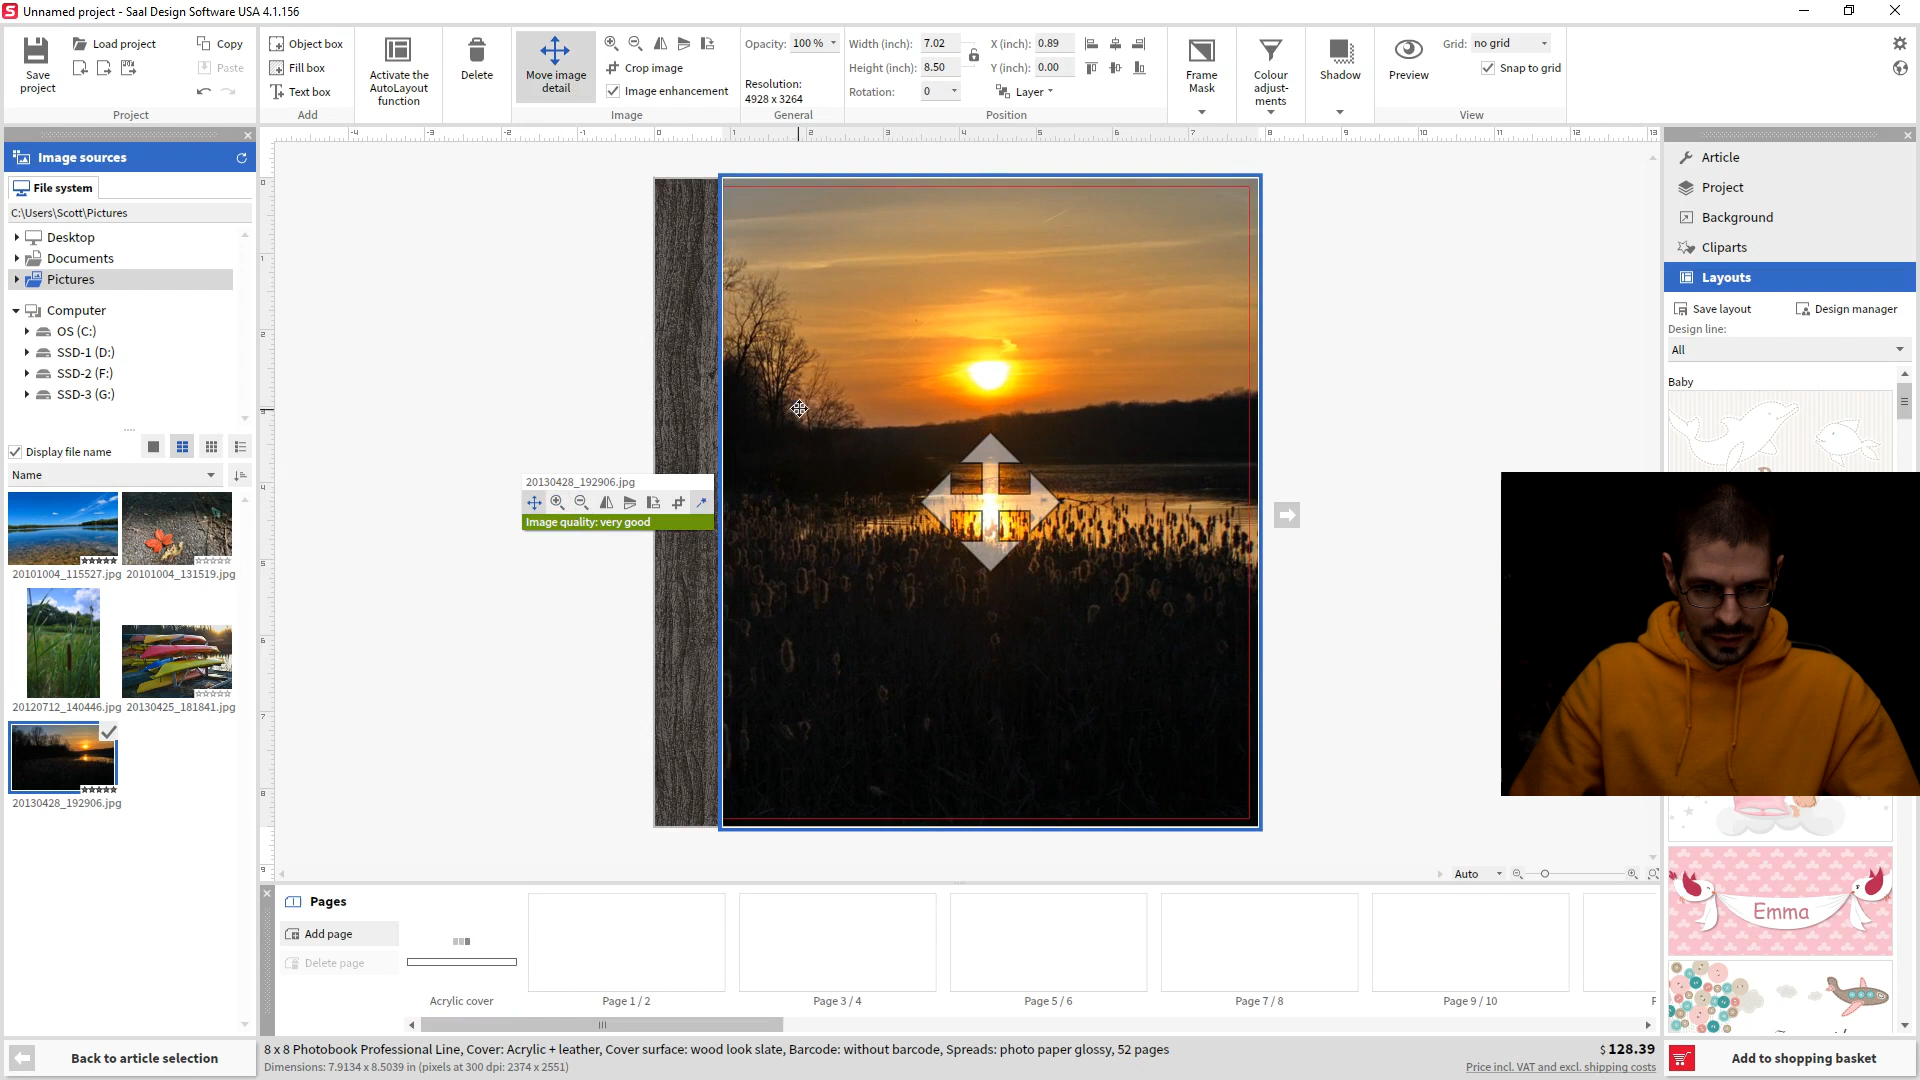 Unnamed project - Saal Design Software USA 4.1.156
Save project
Load project
Copy
Paste
Project
Object box
Fill box
Text box
Add
Activate the AutoLayout function
Delete
Move image detail
Crop image
Image enhancement
Image
Opacity: 100 %
Resolution:
4928 x 3264
General
Width (inch): 7.02
Height (inch): 8.50
Rotation: 0
X (inch): 0.89
Y (inch): 0.00
Layer
Position
Frame Mask
Colour adjust-ments
Shadow
Preview
Grid: no grid
Snap to grid
View
Image sources
File system
C:\Users\Scott\Pictures
Desktop
Documents
Pictures
Computer
OS (C:)
SSD-1 (D:)
SSD-2 (F:)
SSD-3 (G:)
Display file name
Name
20101004_115527.jpg 20101004_131519.jpg
20120712_140446.jpg 20130425_181841.jpg
20130428_192906.jpg
20130428_192906.jpg
Image quality: very good
Auto
Article
Project
Background
Cliparts
Layouts
Save layout
Design manager
Design line:
All
Baby
Emma
Pages
Add page
Delete page
Acrylic cover
Page 1 / 2
Page 3 / 4
Page 5 / 6
Page 7 / 8
Page 9 / 10
Back to article selection
8 x 8 Photobook Professional Line, Cover: Acrylic + leather, Cover surface: wood look slate, Barcode: without barcode, Spreads: photo paper glossy, 52 pages
Dimensions: 7.9134 x 8.5039 in (pixels at 300 dpi: 2374 x 2551)
$ 128.39
Price incl. VAT and excl. shipping costs
Add to shopping basket